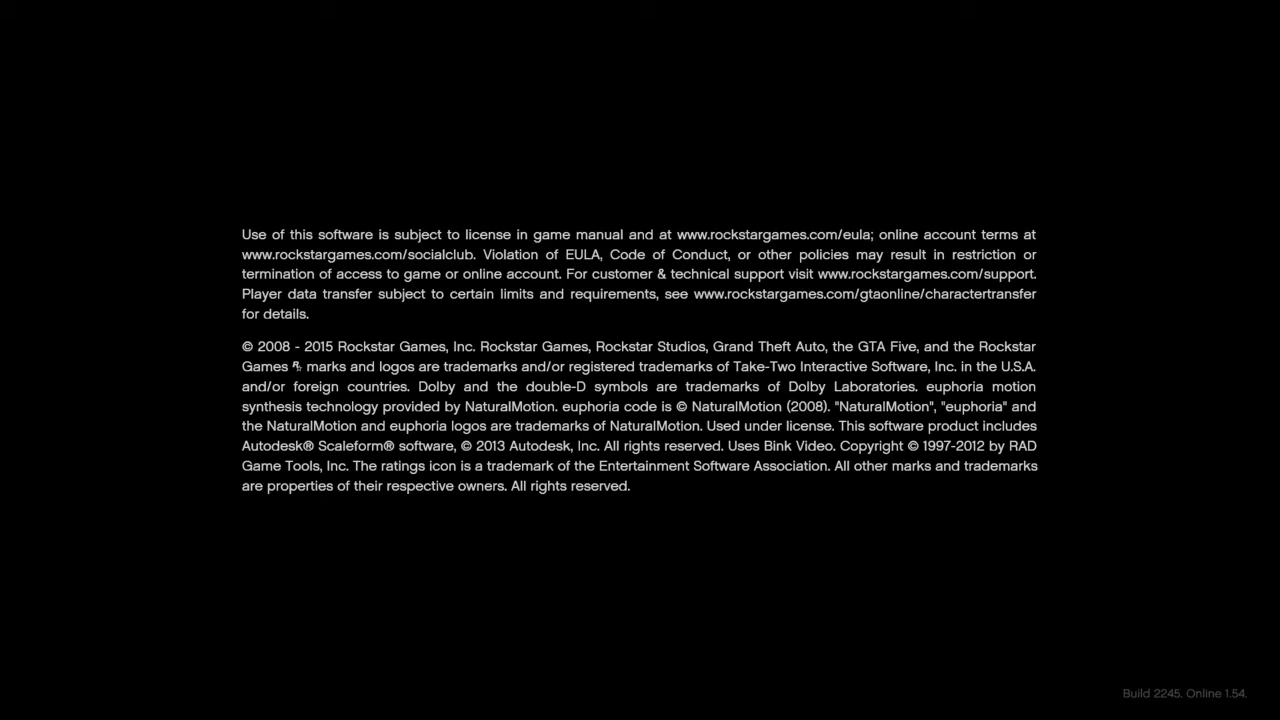 Use of this software is subject to license in game manual and at www.rockstargames.com/eula; online account terms at
www.rockstargames.com/socialclub. Violation of EULA, Code of Conduct, or other policies may result in restriction or
termination of access to game or online account. For customer & technical support visit www.rockstargames.com/support.
Player data transfer subject to certain limits and requirements, see www.rockstargames.com/gtaonline/charactertransfer
for details.
© 2008 - 2015 Rockstar Games, Inc. Rockstar Games, Rockstar Studios, Grand Theft Auto, the GTA Five, and the Rockstar
Games R* marks and logos are trademarks and/or registered trademarks of Take-Two Interactive Software, Inc. in the U.S.A.
and/or foreign countries. Dolby and the double-D symbols are trademarks of Dolby Laboratories. euphoria motion
synthesis technology provided by NaturalMotion. euphoria code is © NaturalMotion (2008). "NaturalMotion", "euphoria" and
the NaturalMotion and euphoria logos are trademarks of NaturalMotion. Used under license. This software product includes
Autodesk® Scaleform® software, © 2013 Autodesk, Inc. All rights reserved. Uses Bink Video. Copyright © 1997-2012 by RAD
Game Tools, Inc. The ratings icon is a trademark of the Entertainment Software Association. All other marks and trademarks
are properties of their respective owners. All rights reserved.
Build 2245. Online 1.54.